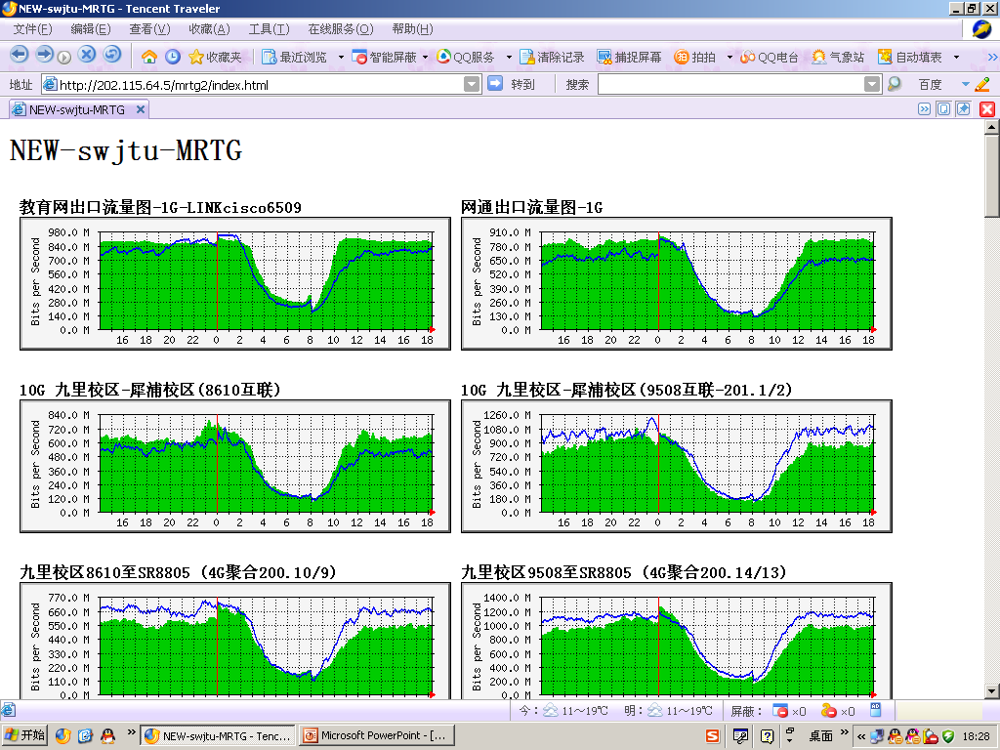 NEW-swjtu-MRTG - Tencent Traveler
文件(F) 编辑(E) 查看(V) 收藏(A) 工具(T) 在线服务(O) 帮助(H)
收藏夹 最近浏览 智能屏蔽 QQ服务 清除记录 捕捉屏幕 拍拍 QQ电台 气象站 自动填表
地址 http://202.115.64.5/mrtg2/index.html 转到 搜索 百度
NEW-swjtu-MRTG
NEW-swjtu-MRTG
教育网出口流量图-1G-LINKcisco6509
Bits per Second
980.0 M
840.0 M
700.0 M
560.0 M
420.0 M
280.0 M
140.0 M
0.0 M
16 18 20 22 0 2 4 6 8 10 12 14 16 18
网通出口流量图-1G
Bits per Second
910.0 M
780.0 M
650.0 M
520.0 M
390.0 M
260.0 M
130.0 M
0.0 M
16 18 20 22 0 2 4 6 8 10 12 14 16 18
10G 九里校区-犀浦校区(8610互联)
Bits per Second
840.0 M
720.0 M
600.0 M
480.0 M
360.0 M
240.0 M
120.0 M
0.0 M
16 18 20 22 0 2 4 6 8 10 12 14 16 18
10G 九里校区-犀浦校区(9508互联-201.1/2)
Bits per Second
1260.0 M
1080.0 M
900.0 M
720.0 M
540.0 M
360.0 M
180.0 M
0.0 M
16 18 20 22 0 2 4 6 8 10 12 14 16 18
九里校区8610至SR8805 (4G聚合200.10/9)
Bits per Second
770.0 M
660.0 M
550.0 M
440.0 M
330.0 M
220.0 M
110.0 M
0.0 M
九里校区9508至SR8805 (4G聚合200.14/13)
Bits per Second
1400.0 M
1200.0 M
1000.0 M
800.0 M
600.0 M
400.0 M
200.0 M
0.0 M
今: 11～19℃ 明: 11～19℃ 屏蔽: ×0 ×0
开始 NEW-swjtu-MRTG - Tenc... Microsoft PowerPoint - [... 桌面 18:28